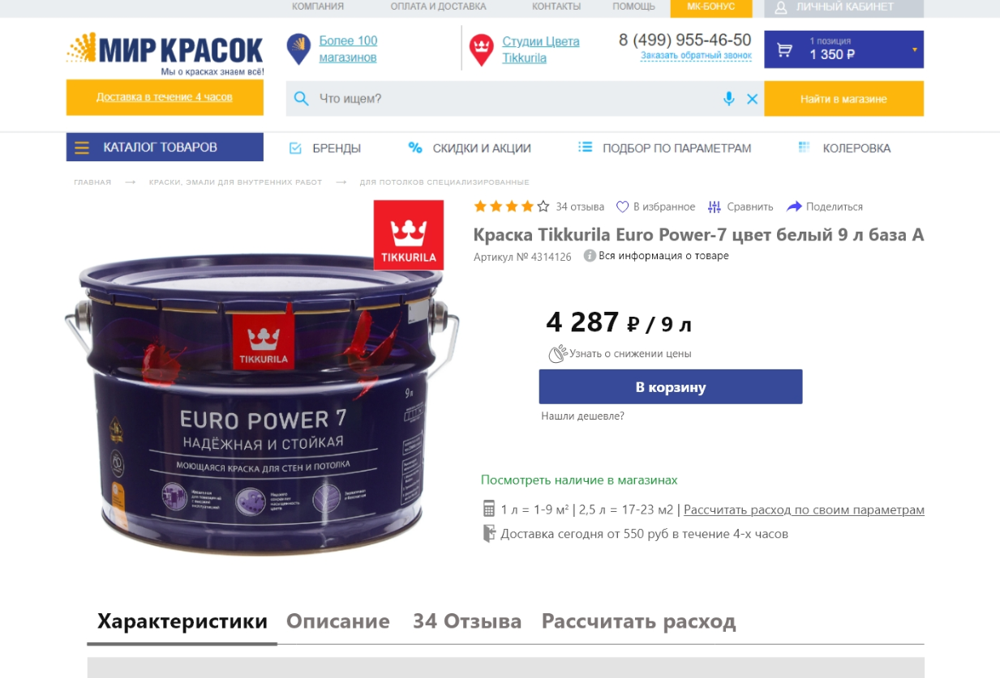 КОМПАНИЯ ОПЛАТА И ДОСТАВКА КОНТАКТЫ ПОМОЩЬ МК-БОНУС ЛИЧНЫЙ КАБИНЕТ
МИР КРАСОК
Мы о красках знаем всё!
Более 100
магазинов
Студии Цвета
Tikkurila
8 (499) 955-46-50
Заказать обратный звонок
1 позиция
1 350 ₽
Доставка в течение 4 часов
Что ищем?
Найти в магазине
КАТАЛОГ ТОВАРОВ БРЕНДЫ СКИДКИ И АКЦИИ ПОДБОР ПО ПАРАМЕТРАМ КОЛЕРОВКА
ГЛАВНАЯ → КРАСКИ, ЭМАЛИ ДЛЯ ВНУТРЕННИХ РАБОТ → ДЛЯ ПОТОЛКОВ СПЕЦИАЛИЗИРОВАННЫЕ
TIKKURILA
TIKKURILA
9л
EURO POWER 7
НАДЁЖНАЯ И СТОЙКАЯ
МОЮЩАЯСЯ КРАСКА ДЛЯ СТЕН И ПОТОЛКА
34 отзыва В избранное Сравнить Поделиться
Краска Tikkurila Euro Power-7 цвет белый 9 л база А
Артикул № 4314126 Вся информация о товаре
4 287 ₽ / 9 л
Узнать о снижении цены
В корзину
Нашли дешевле?
Посмотреть наличие в магазинах
1 л = 1-9 м² | 2,5 л = 17-23 м2 | Рассчитать расход по своим параметрам
Доставка сегодня от 550 руб в течение 4-х часов
Характеристики Описание 34 Отзыва Рассчитать расход